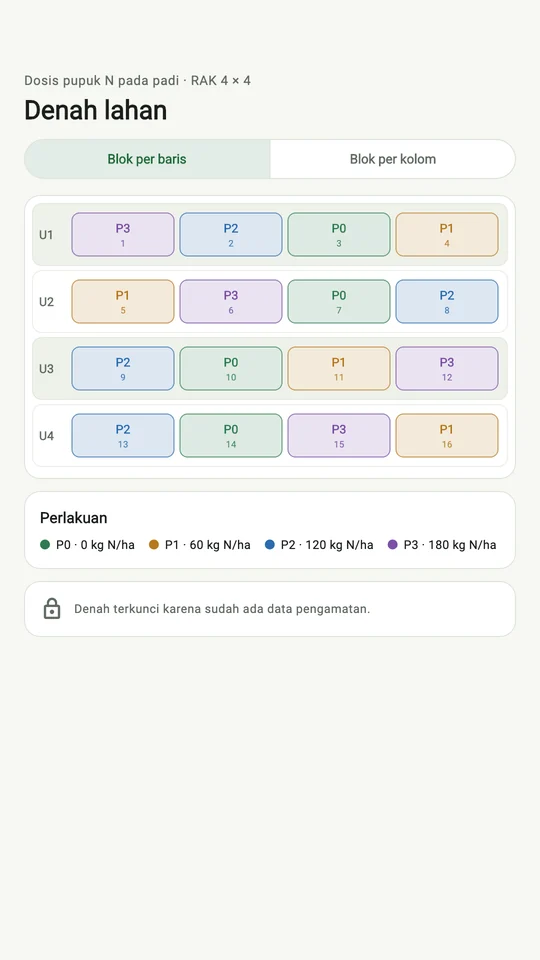 Dosis pupuk N pada padi · RAK 4 × 4
Denah lahan
Blok per baris
Blok per kolom
U1
P3
1
P2
2
P0
3
P1
4
U2
P1
5
P3
6
P0
7
P2
8
U3
P2
9
P0
10
P1
11
P3
12
U4
P2
13
P0
14
P3
15
P1
16
Perlakuan
P0 · 0 kg N/ha
P1 · 60 kg N/ha
P2 · 120 kg N/ha
P3 · 180 kg N/ha
Denah terkunci karena sudah ada data pengamatan.